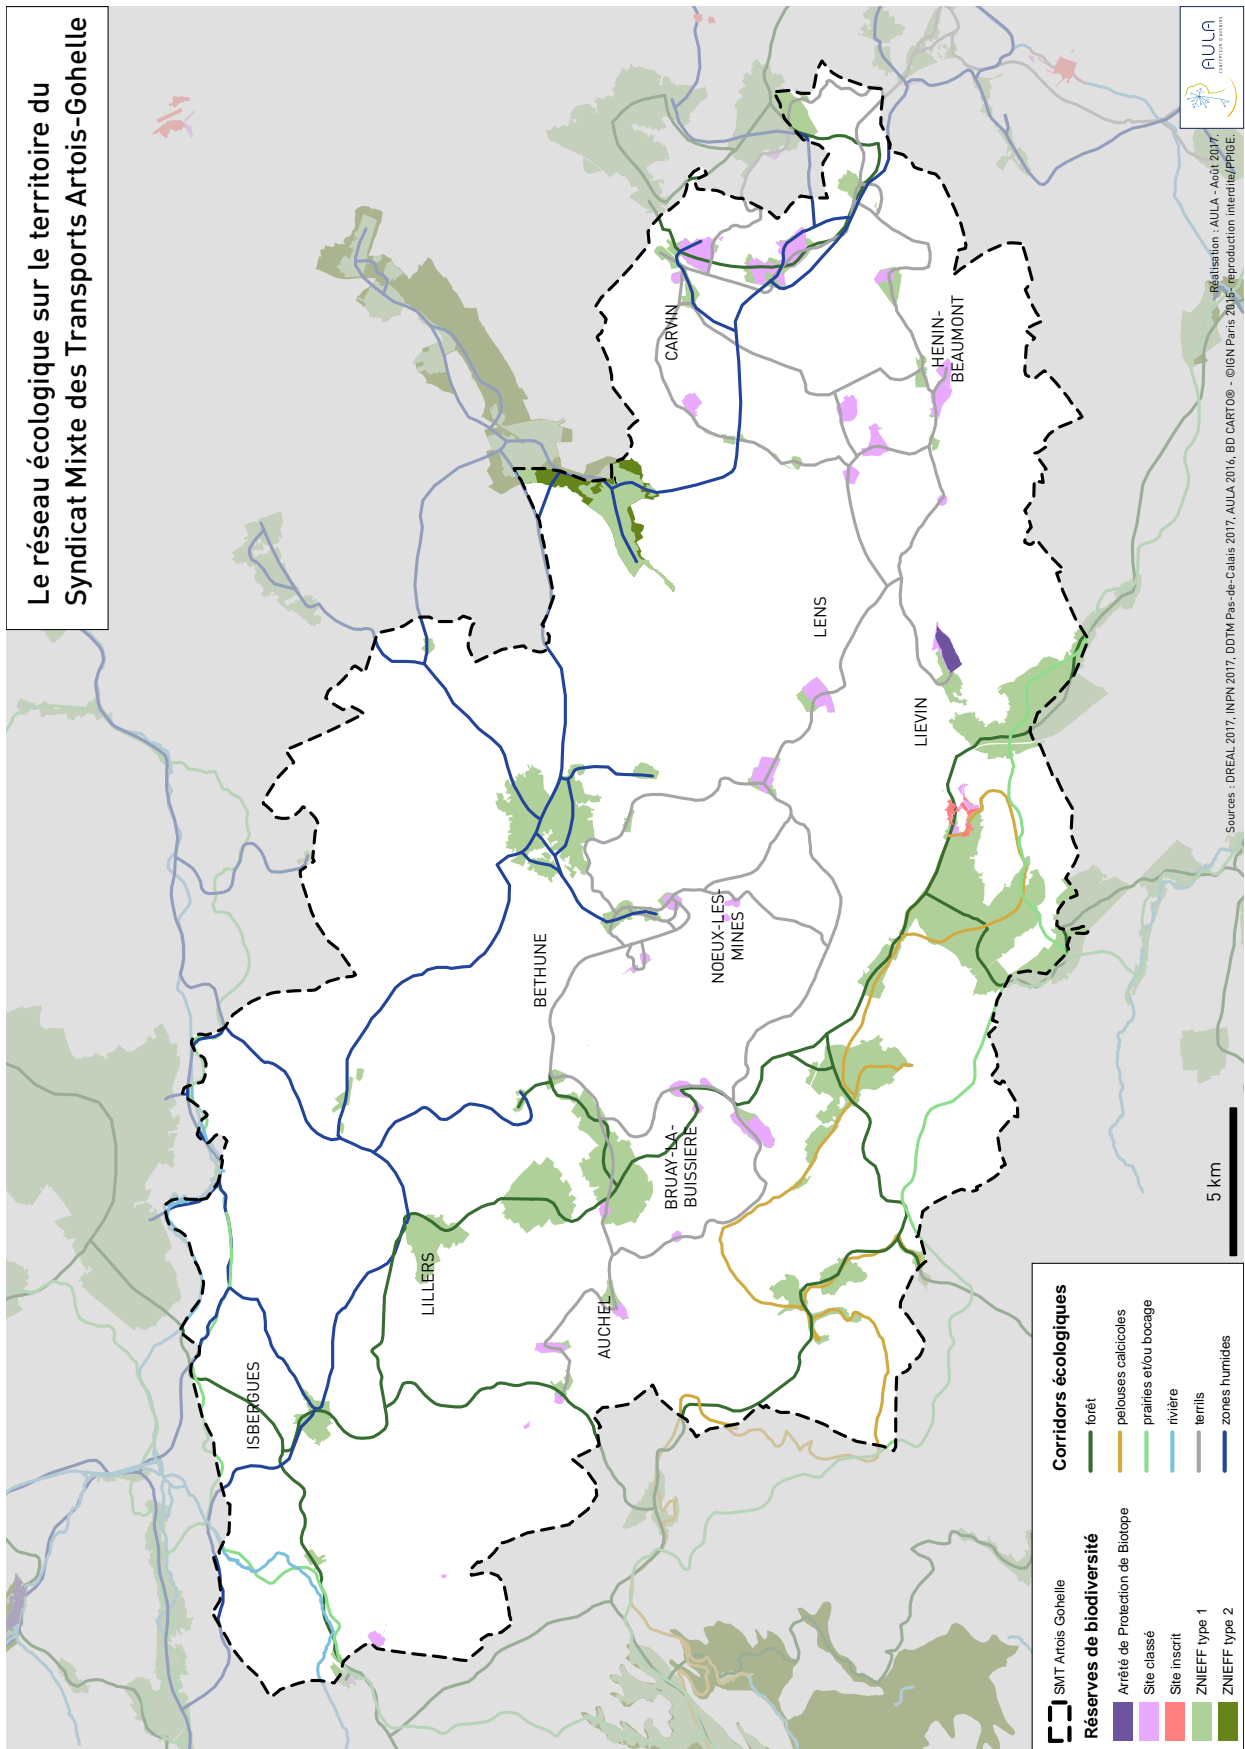 Le réseau écologique sur le territoire du
Syndicat Mixte des Transports Artois-Gohelle
AULA
CONCEPTEUR D'AVENIRS
ISBERGUES
LILLERS
AUCHEL
BRUAY-LA-
BUISSIERE
BETHUNE
NOEUX-LES-
MINES
LIEVIN
LENS
CARVIN
HENIN-
BEAUMONT
5 km
SMT Artois Gohelle
Réserves de biodiversité
Arrêté de Protection de Biotope
Site classé
Site inscrit
ZNIEFF type 1
ZNIEFF type 2
Corridors écologiques
forêt
pelouses calcicoles
prairies et/ou bocage
rivière
terrils
zones humides
Réalisation : AULA - Août 2017.
Sources : DREAL 2017, INPN 2017, DDTM Pas-de-Calais 2017, AULA 2016, BD CARTO® - ©IGN Paris 2015- reproduction interdite/PPIGE.